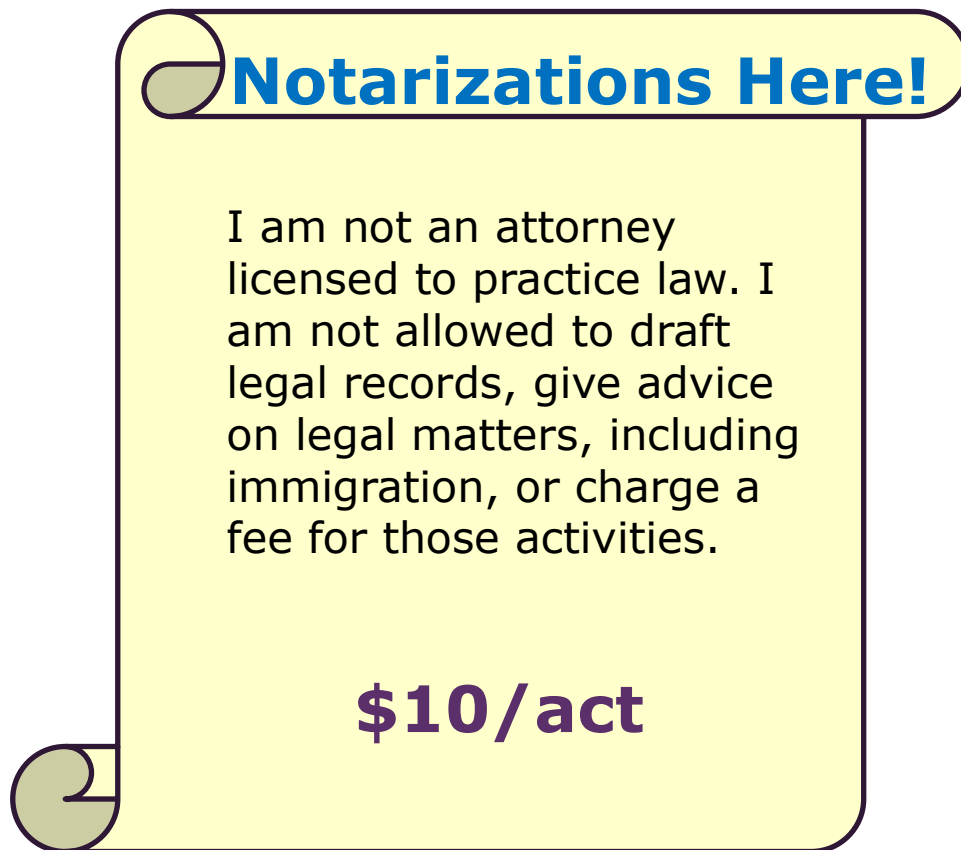 Notarizations Here!
I am not an attorney
licensed to practice law. I
am not allowed to draft
legal records, give advice
on legal matters, including
immigration, or charge a
fee for those activities.
$10/act